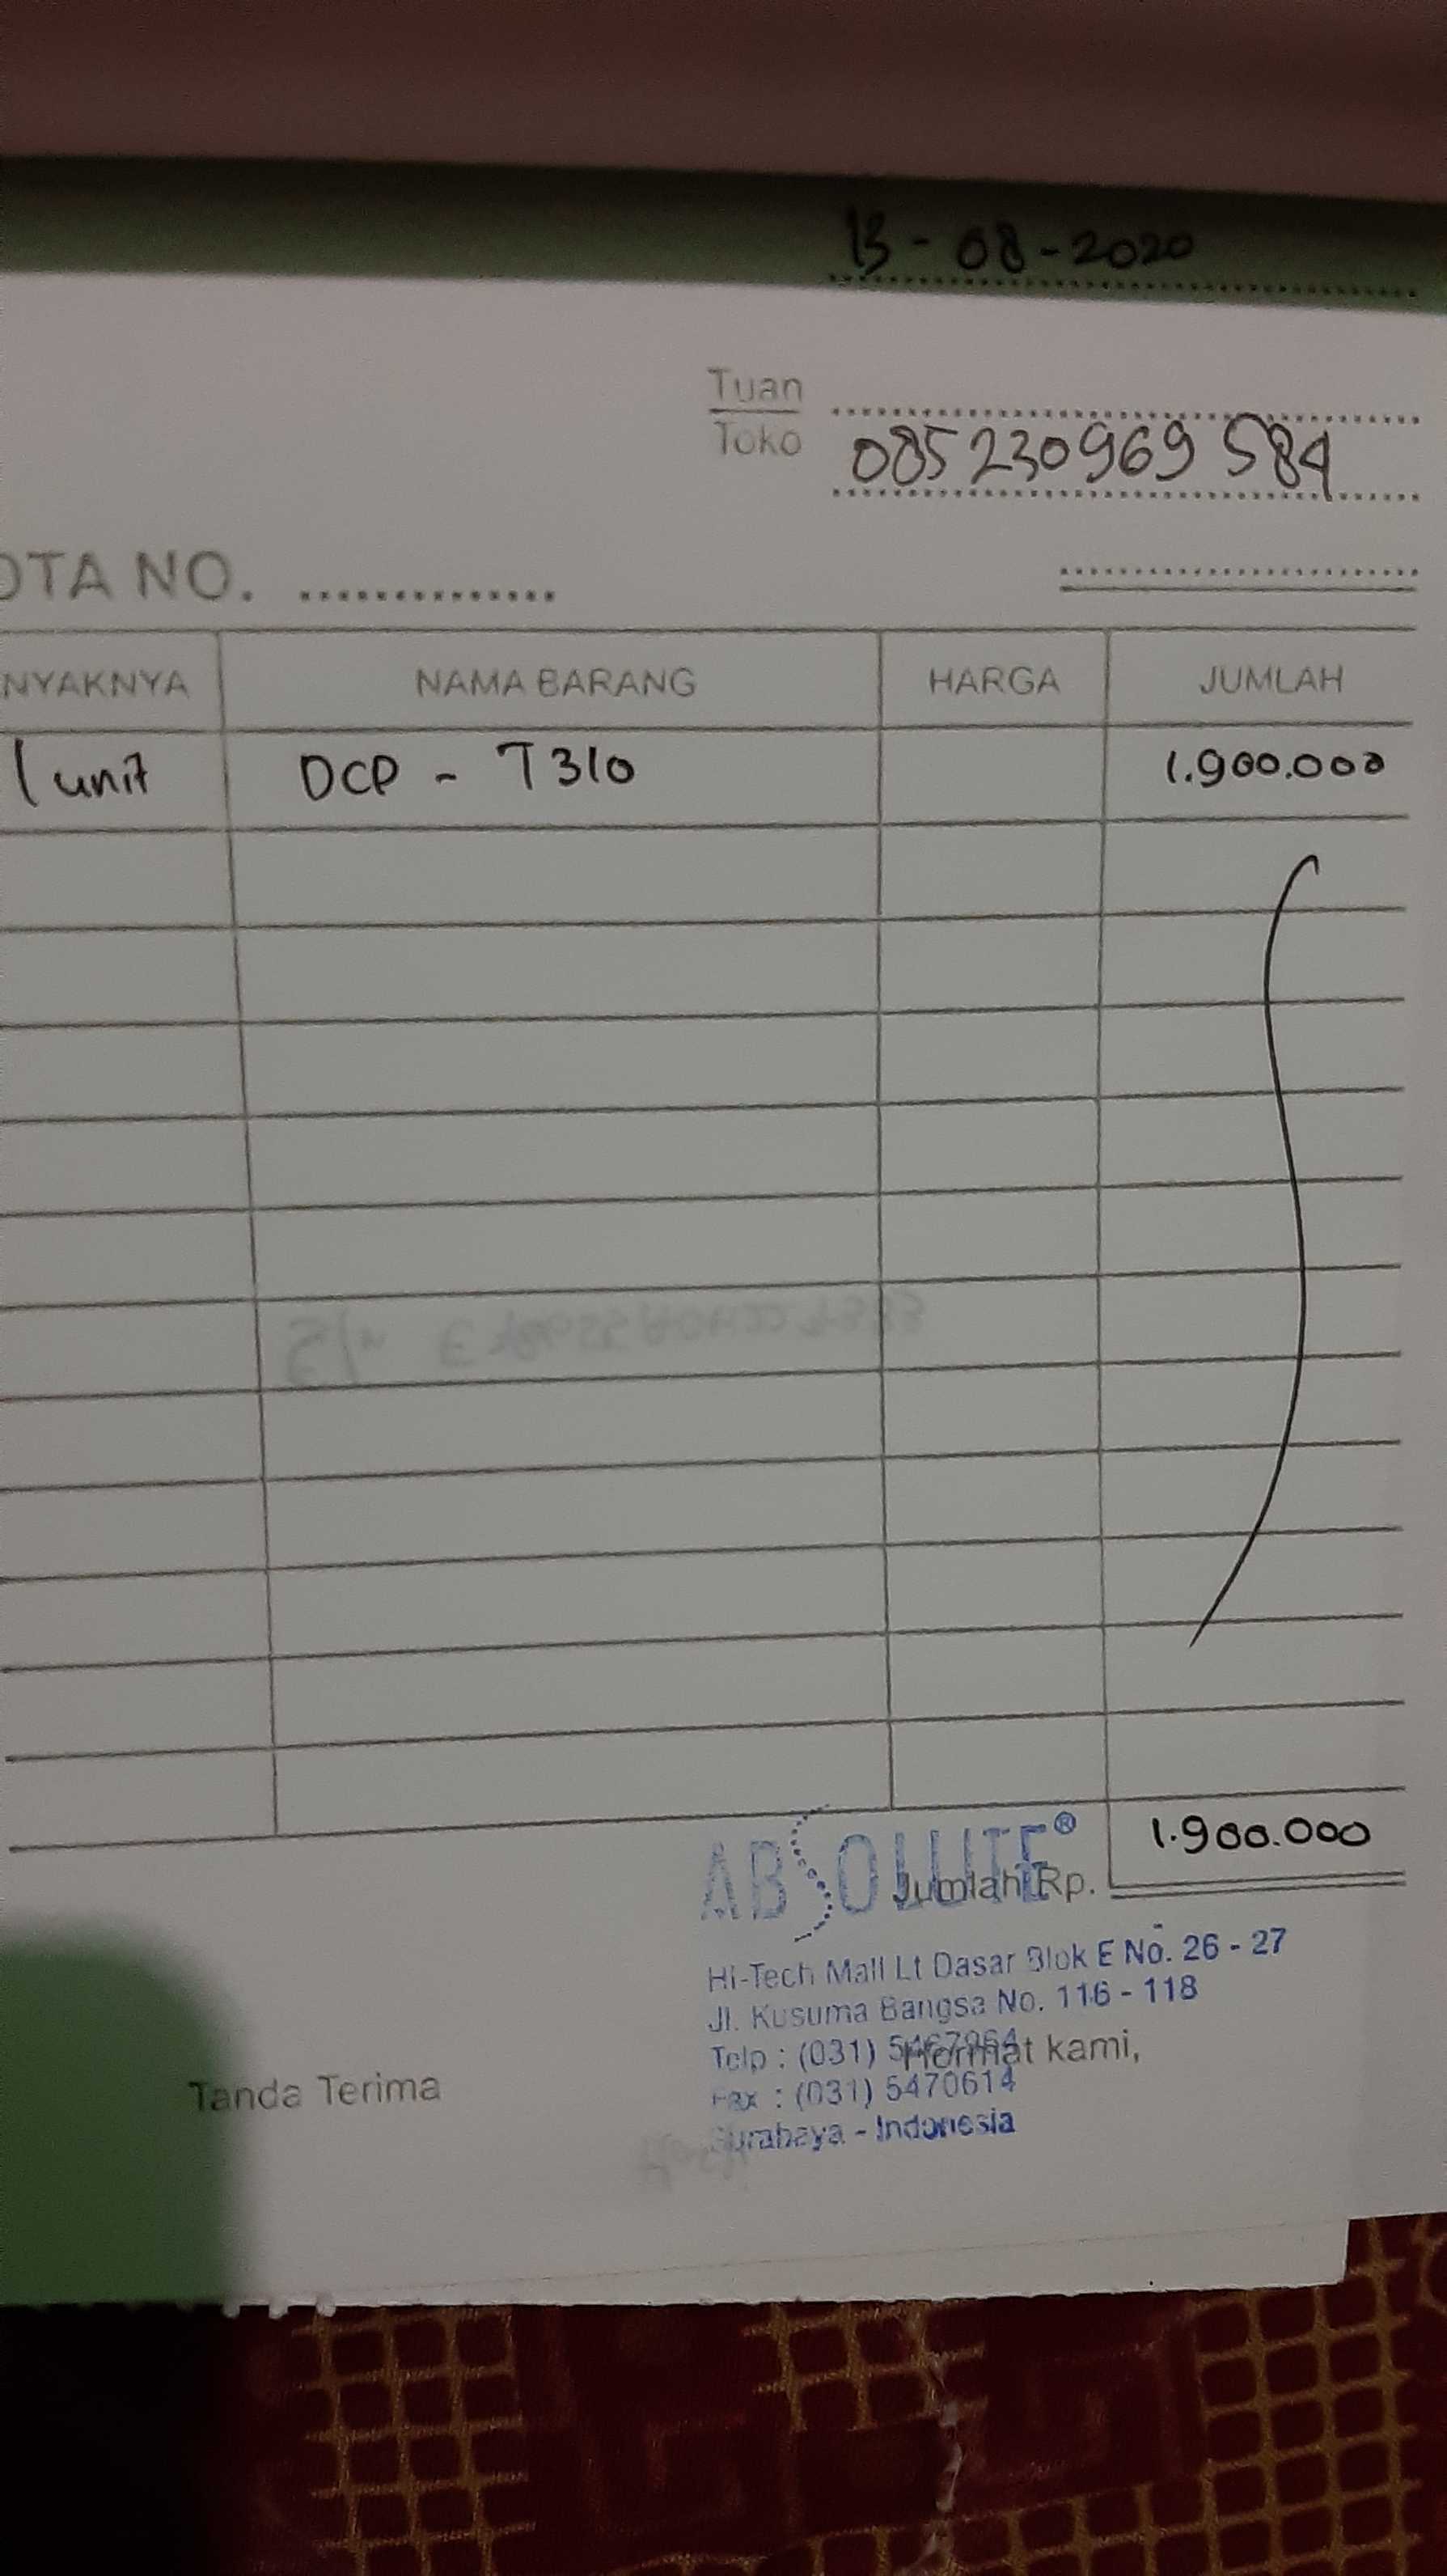 13-08-2020
Tuan
Toko 085230969584
OTA NO. ...............
NYAKNYA NAMA BARANG HARGA JUMLAH
1 unit DCP - T310 1.900.000
ABSOLUTE®
Jumlah Rp. 1.900.000
Hi-Tech Mall Lt Dasar Blok E No. 26 - 27
Jl. Kusuma Bangsa No. 116 - 118
Telp : (031)
Hormat kami,
Tanda Terima
Fax : (031) 5470614
Surabaya - Indonesia